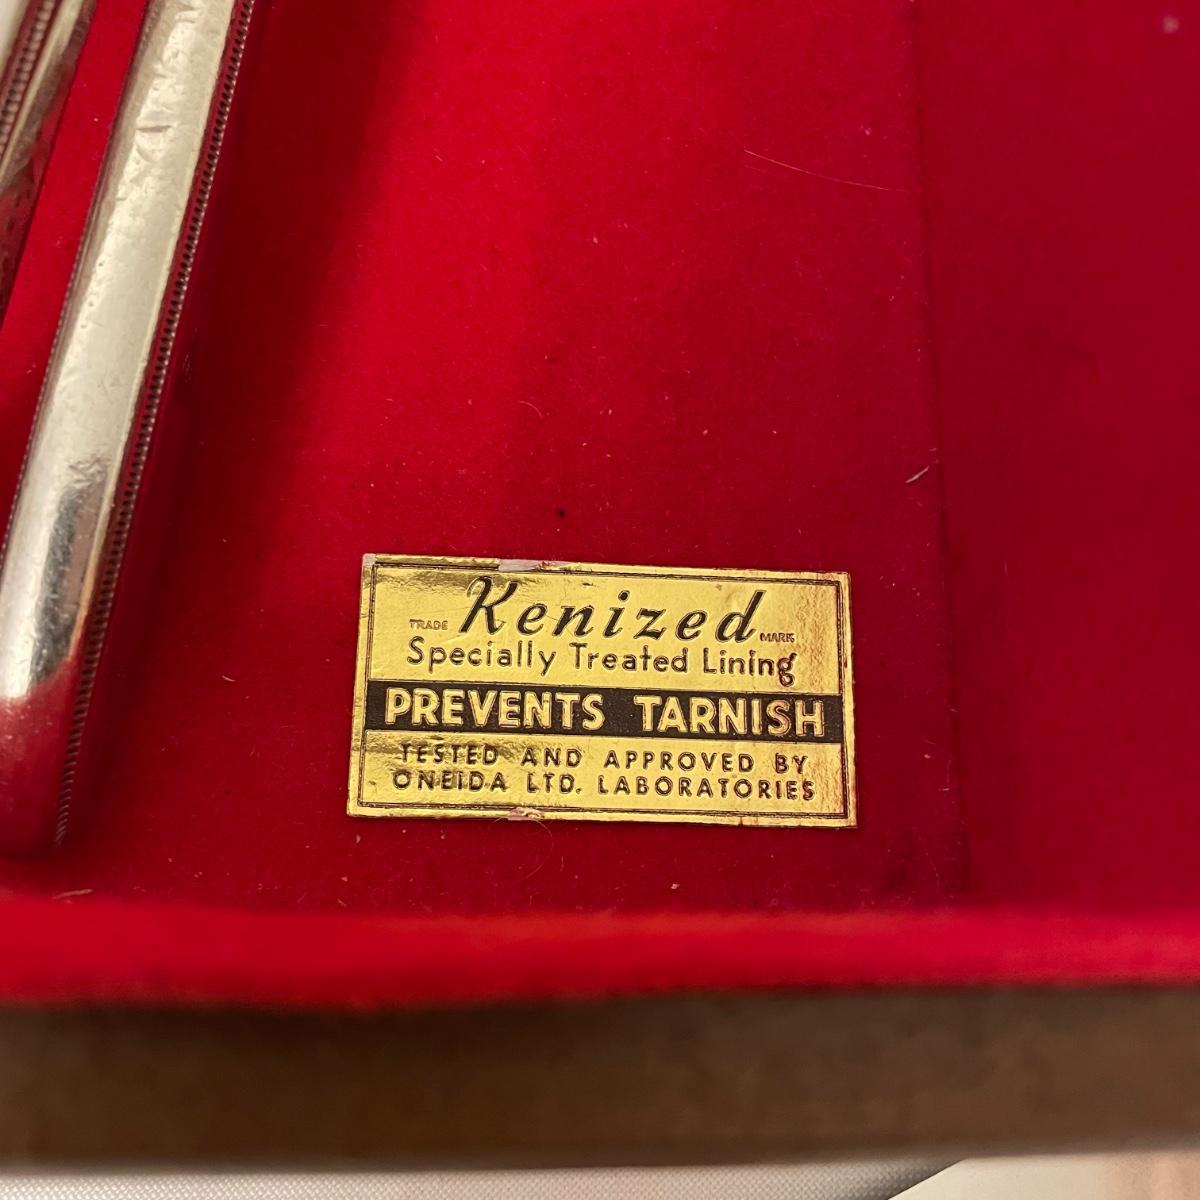 TRADE Kenized MARK
Specially Treated Lining
PREVENTS TARNISH
TESTED AND APPROVED BY
ONEIDA LTD. LABORATORIES